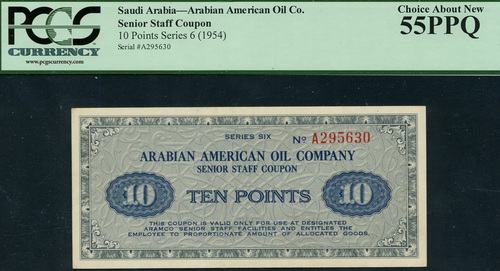 PCGS
CURRENCY
www.pcgscurrency.com
Saudi Arabia—Arabian American Oil Co.
Senior Staff Coupon
10 Points Series 6 (1954)
Serial #A295630
Choice About New
55PPQ
SERIES SIX
No A295630
ARABIAN AMERICAN OIL COMPANY
SENIOR STAFF COUPON
10 TEN POINTS 10
THIS COUPON IS VALID ONLY FOR USE AT DESIGNATED
ARAMCO SENIOR STAFF FACILITIES AND ENTITLES THE
EMPLOYEE TO PROPORTIONATE AMOUNT OF ALLOCATED GOODS.